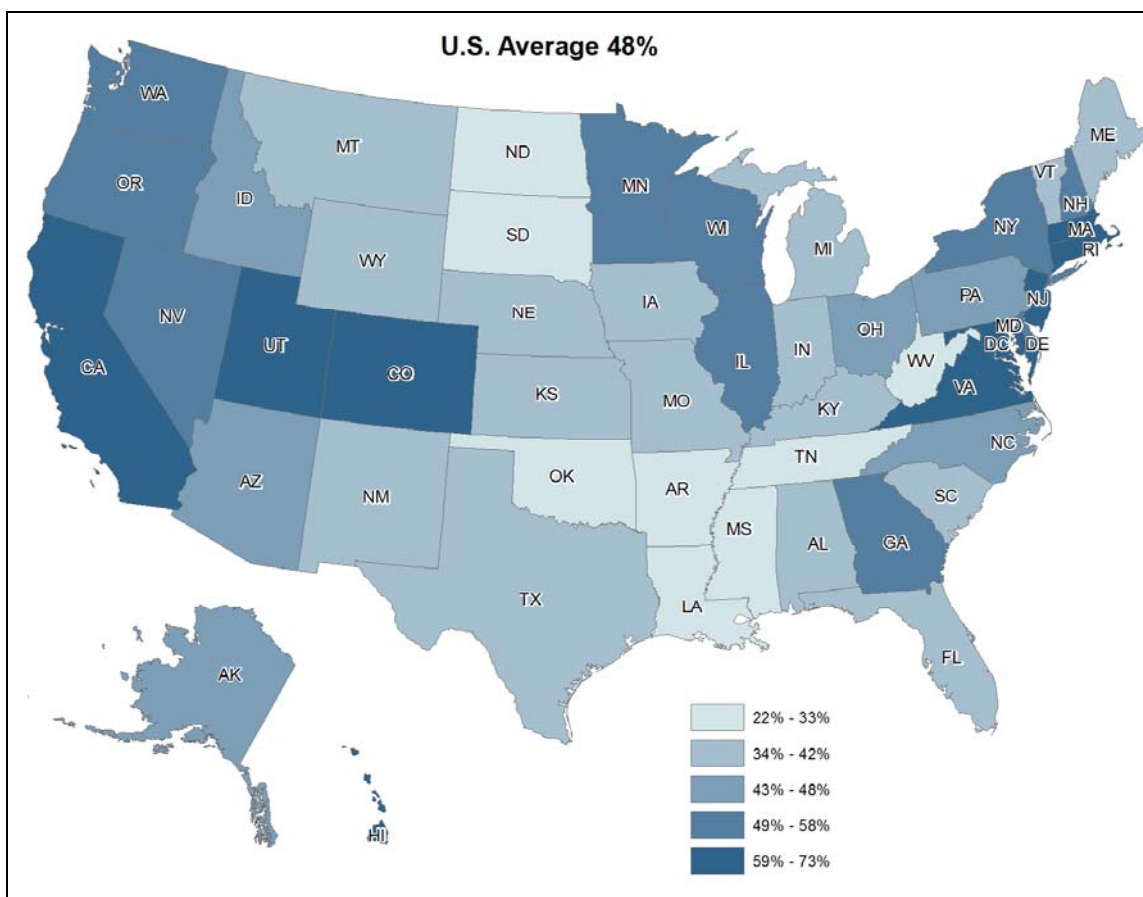 U.S. Average 48%
WA
MT
ND
ME
VT
OR
ID
MN
NH
SD
WI
NY
MA
RI
WY
MI
IA
PA
NJ
NE
OH
MD
NV
IN
DC
DE
UT
IL
WV
CA
CO
VA
KS
MO
KY
NC
TN
AZ
OK
NM
AR
SC
MS
AL
GA
TX
LA
FL
AK
HI
22% - 33%
34% - 42%
43% - 48%
49% - 58%
59% - 73%